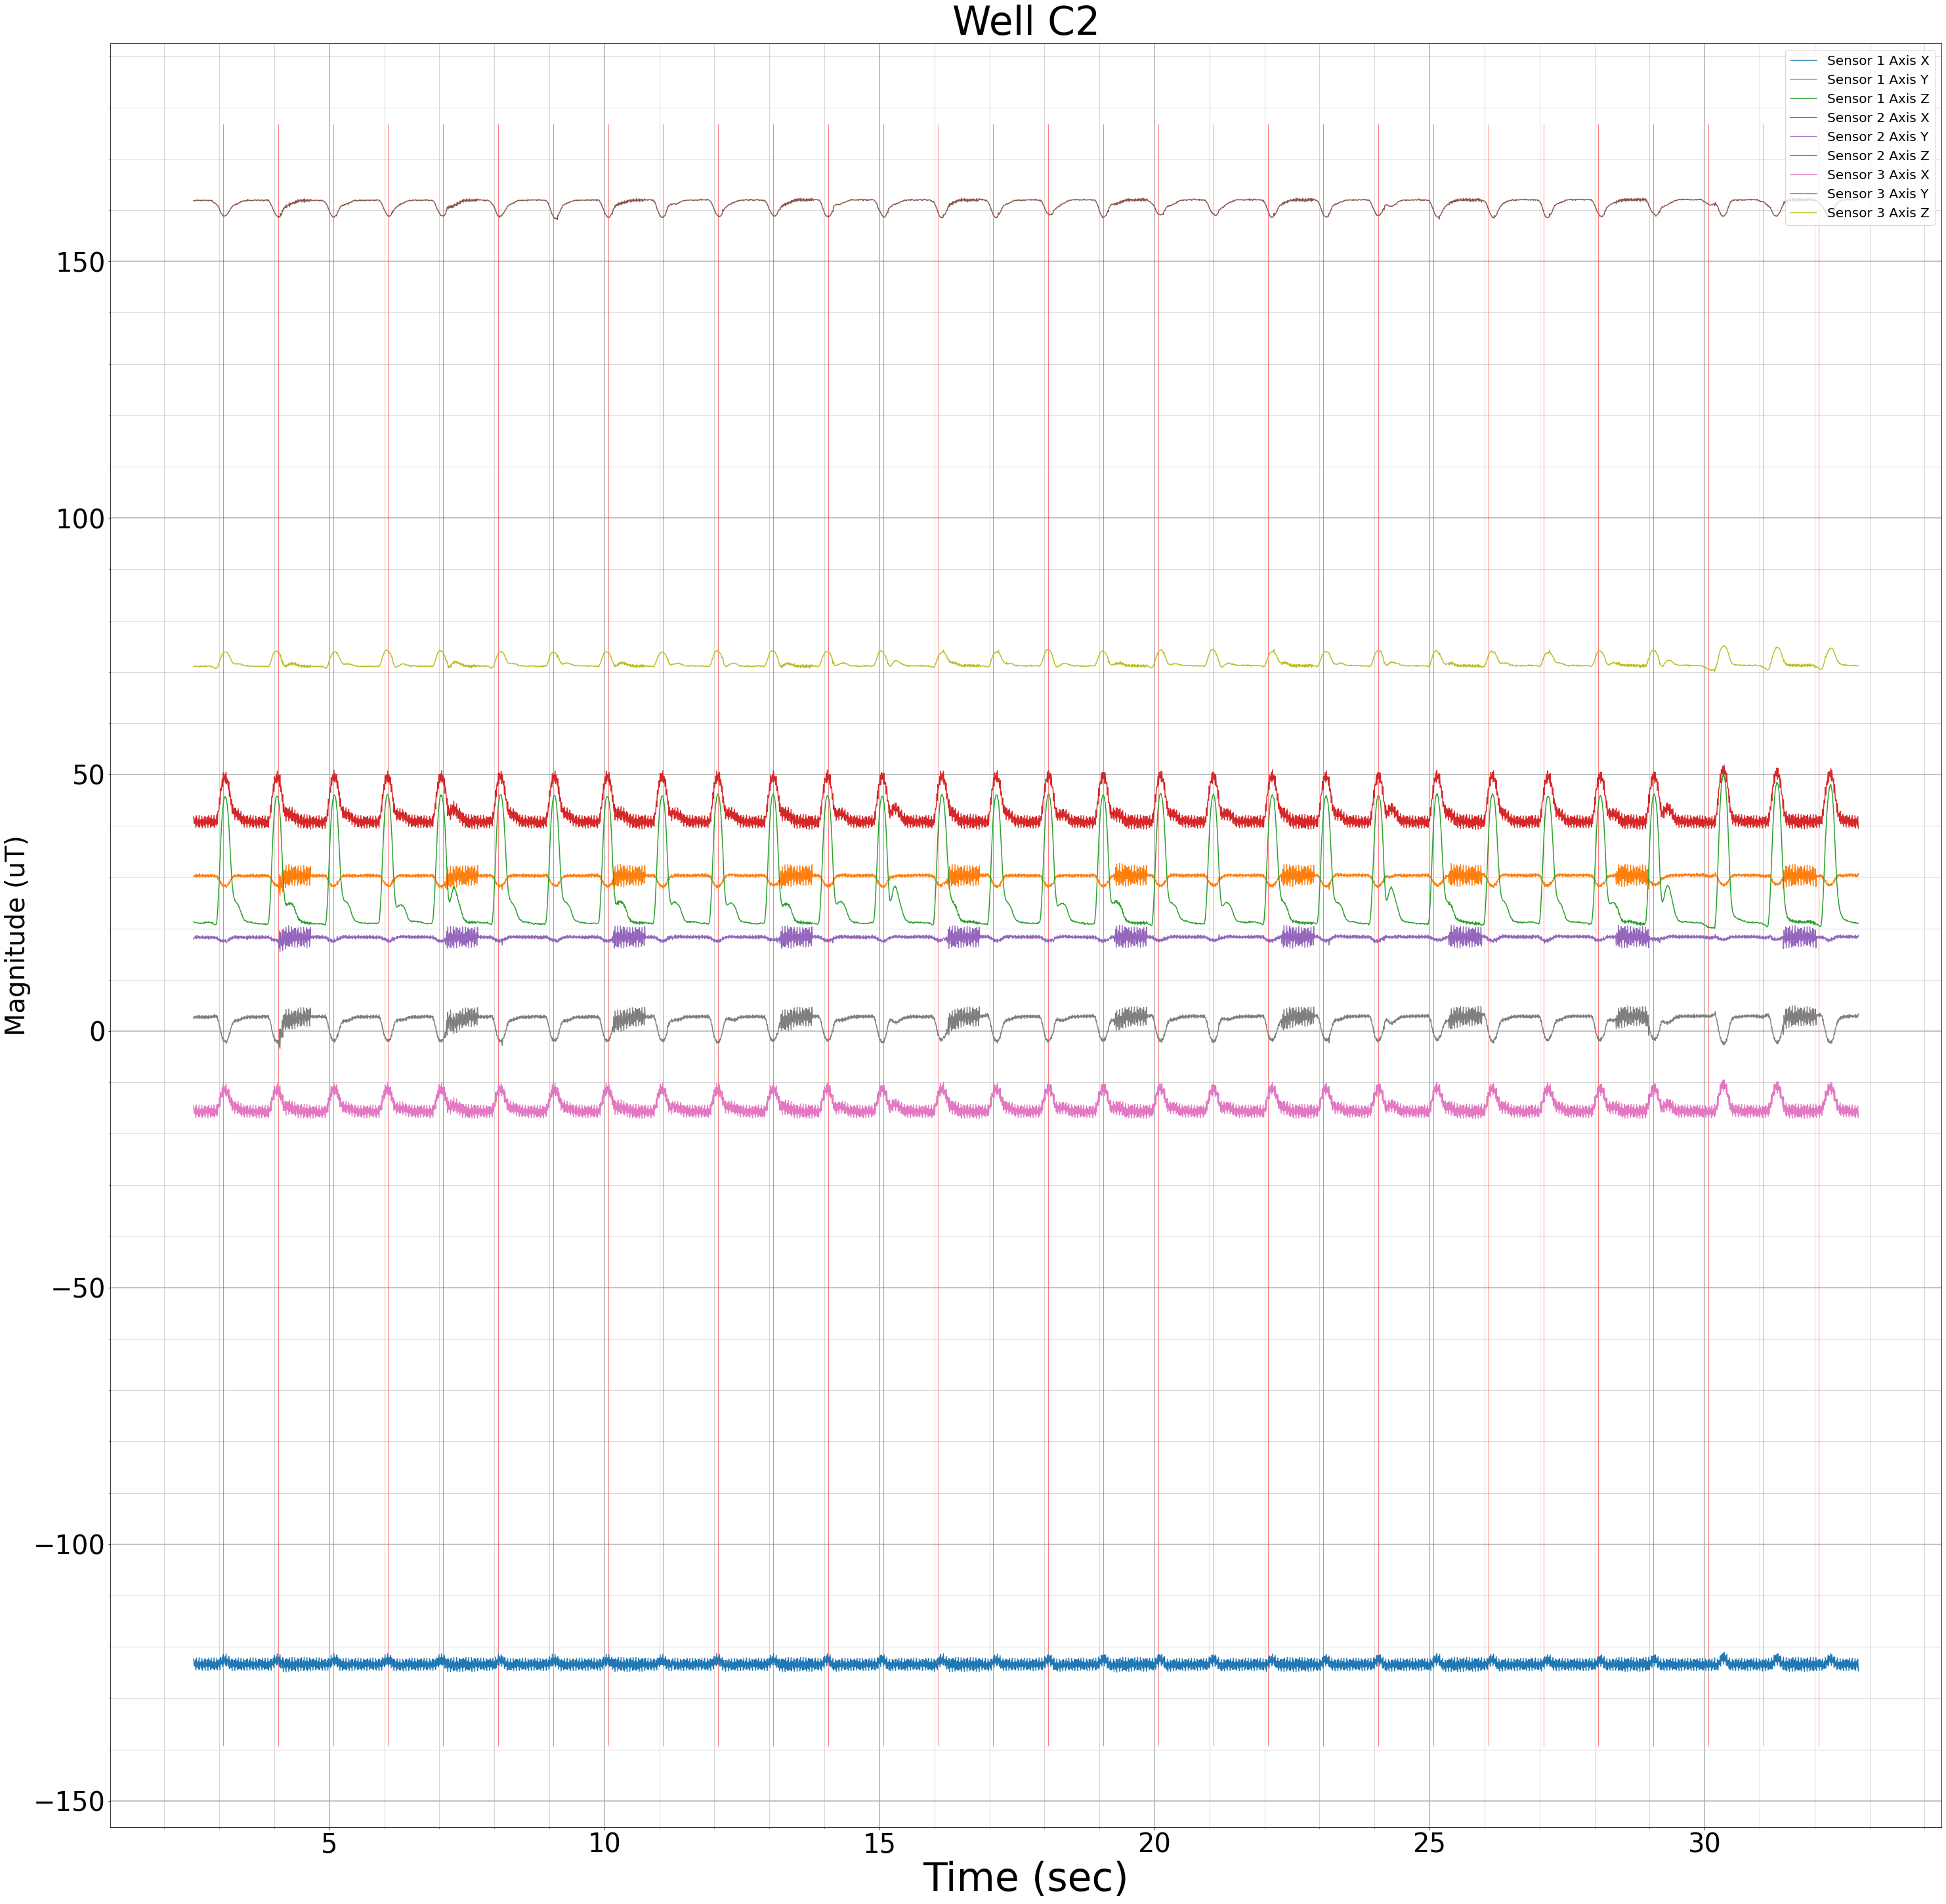 Well C2
Sensor 1 Axis X
Sensor 1 Axis Y
Sensor 1 Axis Z
Sensor 2 Axis X
Sensor 2 Axis Y
Sensor 2 Axis Z
Sensor 3 Axis X
Sensor 3 Axis Y
Sensor 3 Axis Z
150
100
50
0
−50
−100
−150
Magnitude (uT)
5 10 15 20 25 30
Time (sec)